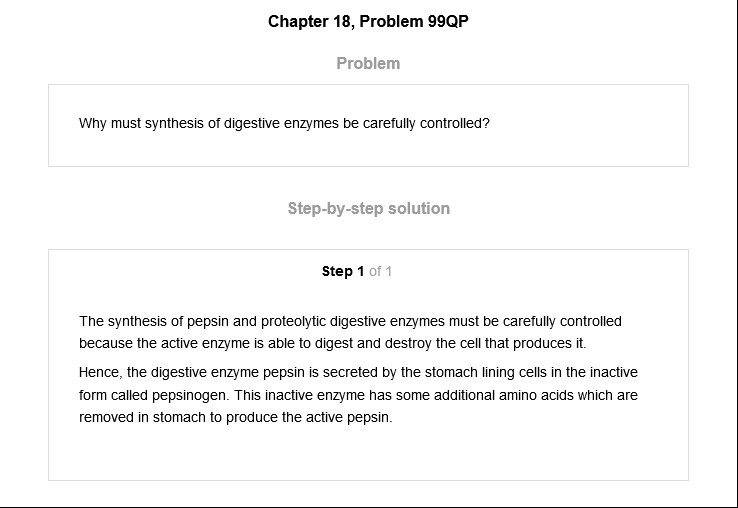 Chapter 18, Problem 99QP
Problem
Why must synthesis of digestive enzymes be carefully controlled?
Step-by-step solution
Step 1 of 1
The synthesis of pepsin and proteolytic digestive enzymes must be carefully controlled
because the active enzyme is able to digest and destroy the cell that produces it.
Hence, the digestive enzyme pepsin is secreted by the stomach lining cells in the inactive
form called pepsinogen. This inactive enzyme has some additional amino acids which are
removed in stomach to produce the active pepsin.